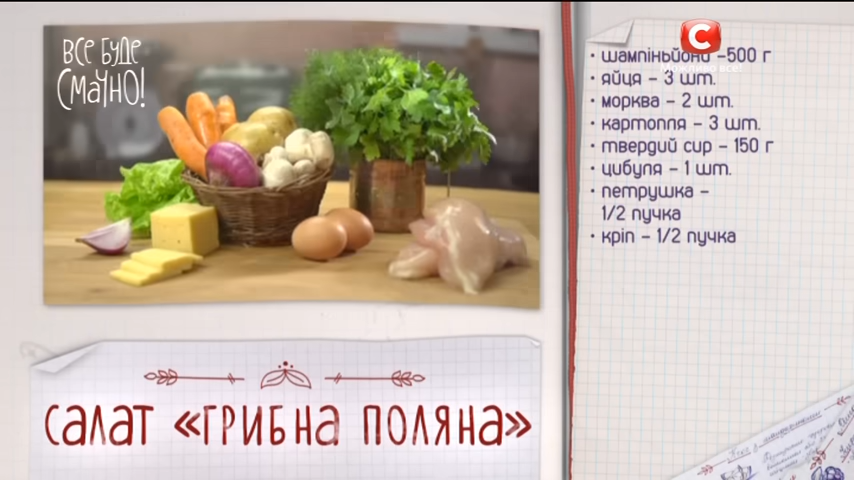 ВСЕ БУДЕ
СМАЧНО!
САЛАТ «ГРИБНА ПОЛЯНА»
• шампіньйони –500 г
• яйця – 3 шт.
• морква – 2 шт.
• картопля – 3 шт.
• твердий сир – 150 г
• цибуля – 1 шт.
• петрушка –
1/2 пучка
• кріп – 1/2 пучка